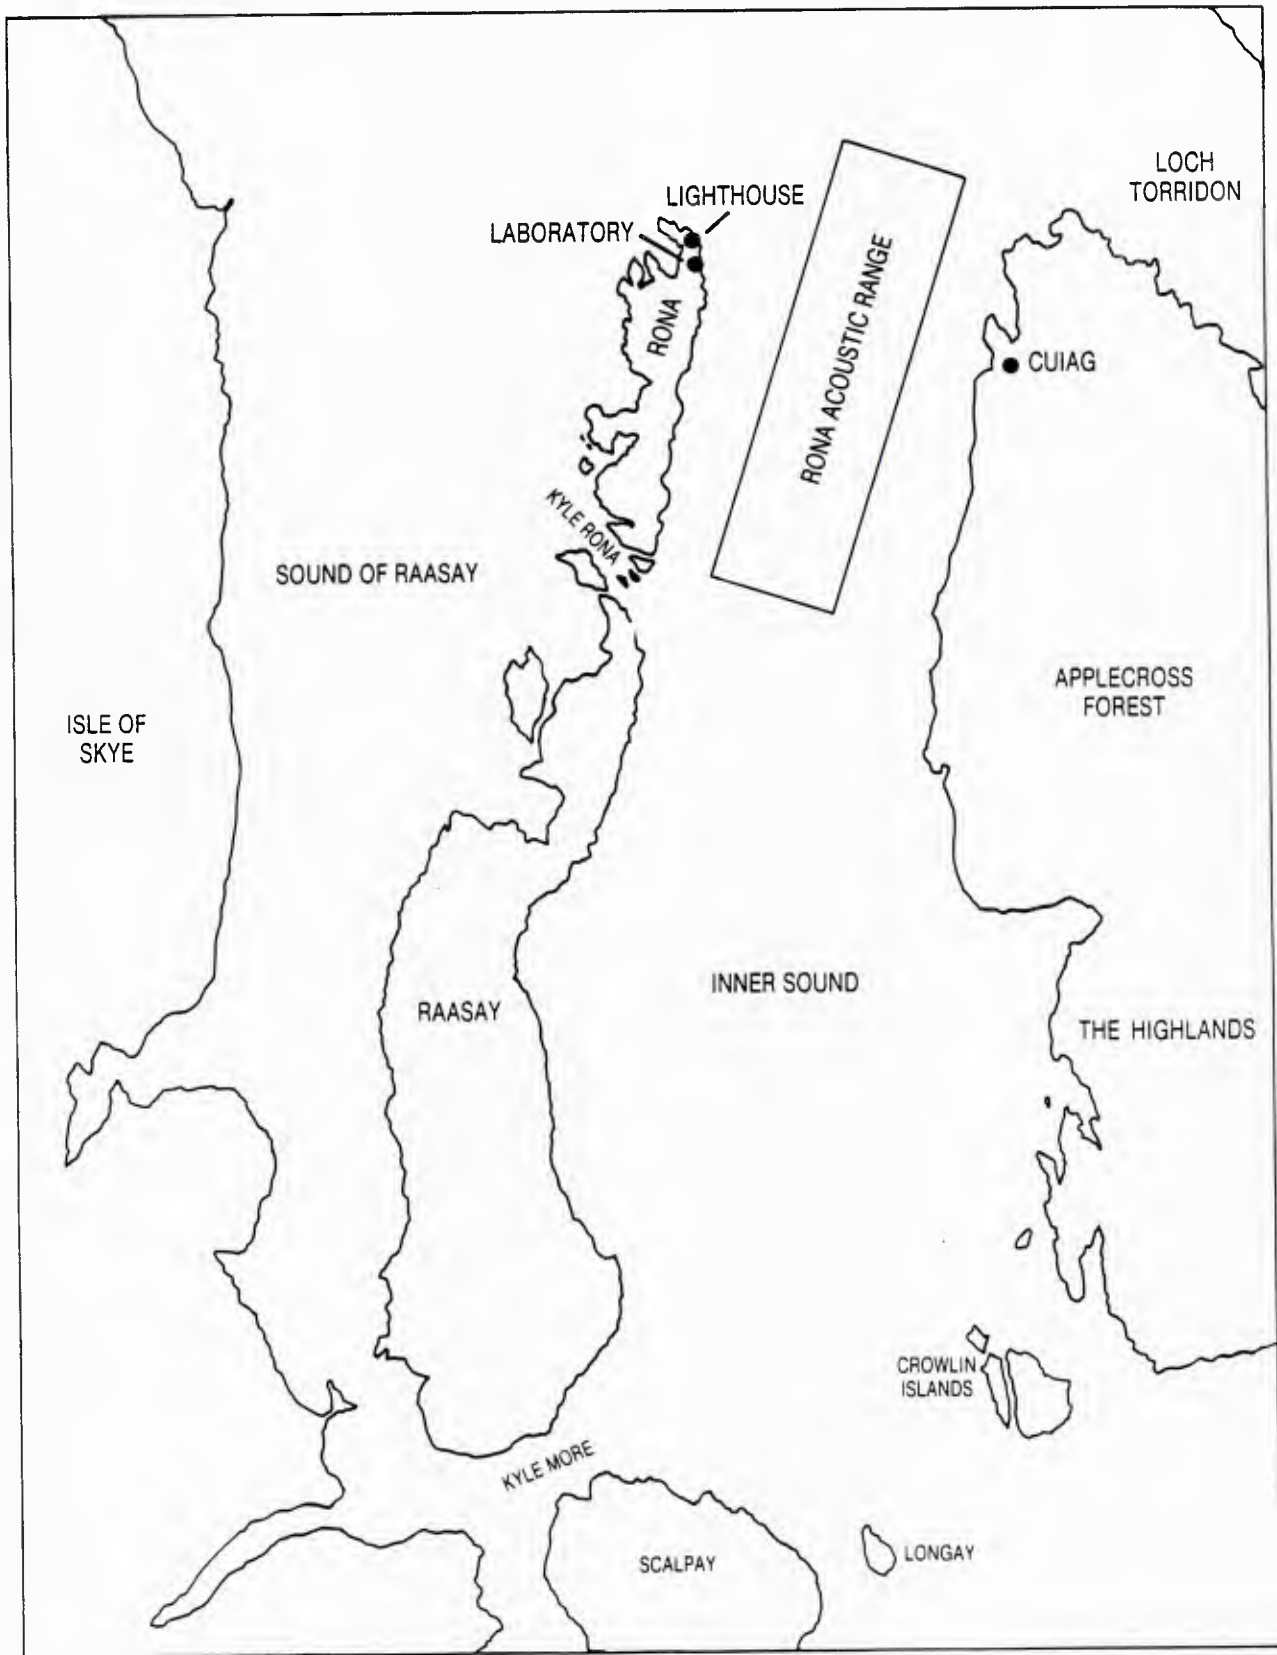 LOCH
TORRIDON
LIGHTHOUSE
LABORATORY
RONA
RONA ACOUSTIC RANGE
CUIAG
KYLE RONA
SOUND OF RAASAY
APPLECROSS
FOREST
ISLE OF
SKYE
INNER SOUND
RAASAY
THE HIGHLANDS
CROWLIN
ISLANDS
KYLE MORE
SCALPAY
LONGAY